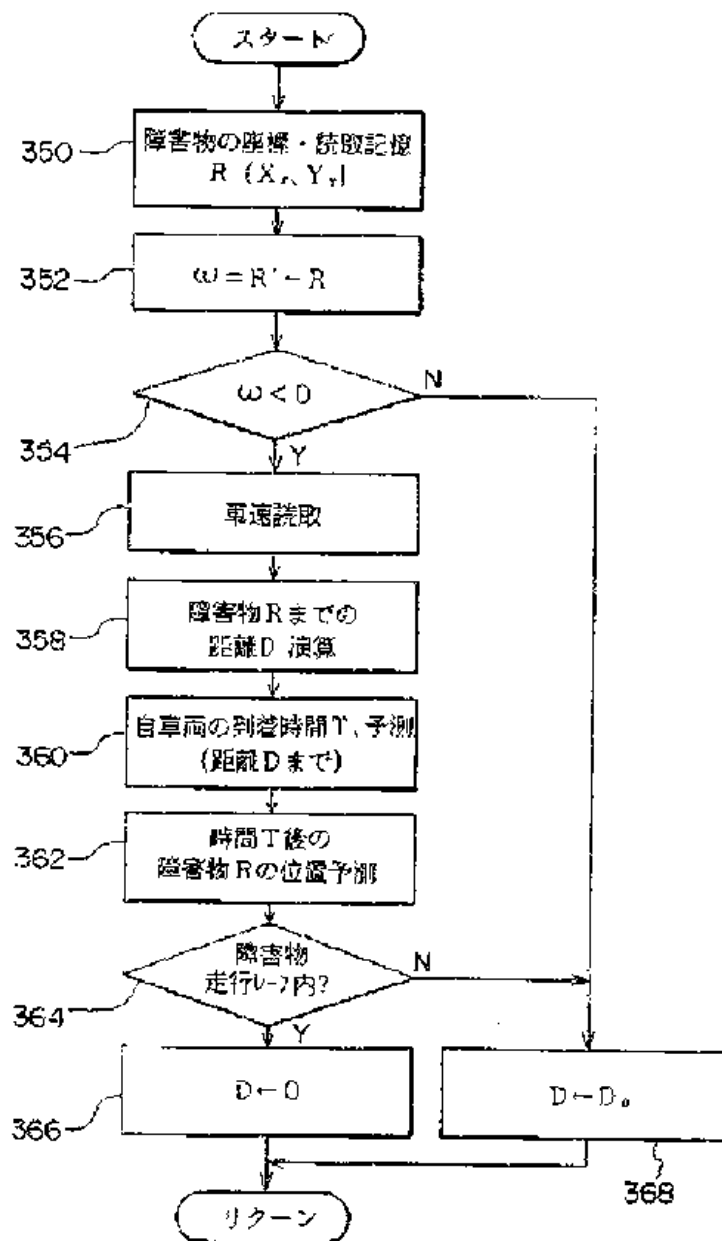 スタート
350
障害物の座標・読取記憶
R (Xr、Yr)
352
ω=R'-R
354
ω<0
N
Y
356
車速読取
358
障害物Rまでの
距離D 演算
360
自車両の到着時間T、予測
(距離Dまで)
362
時間T後の
障害物Rの位置予測
364
障害物
走行レーン内?
N
Y
366
D←0
D←D₀
368
リターン